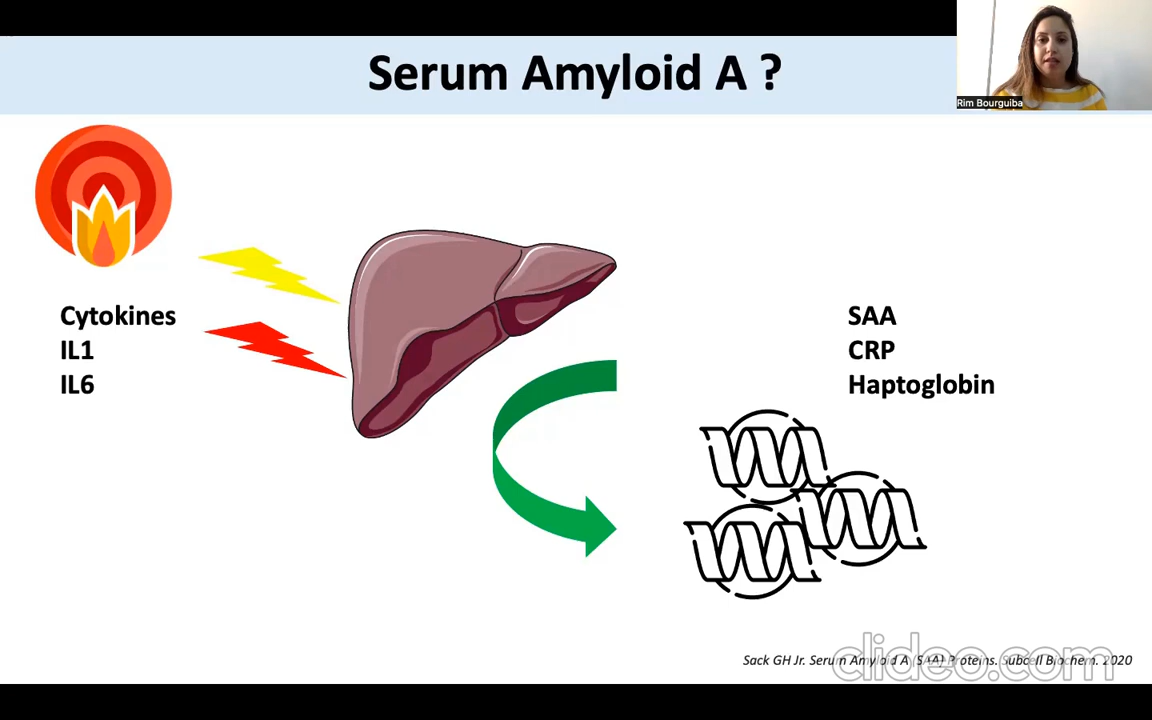 Serum Amyloid A ?
Rim Bourguiba
Cytokines
IL1
IL6
SAA
CRP
Haptoglobin
Sack GH Jr. Serum Amyloid A (SAA) Proteins. Subcell Biochem. 2020
clideo.com